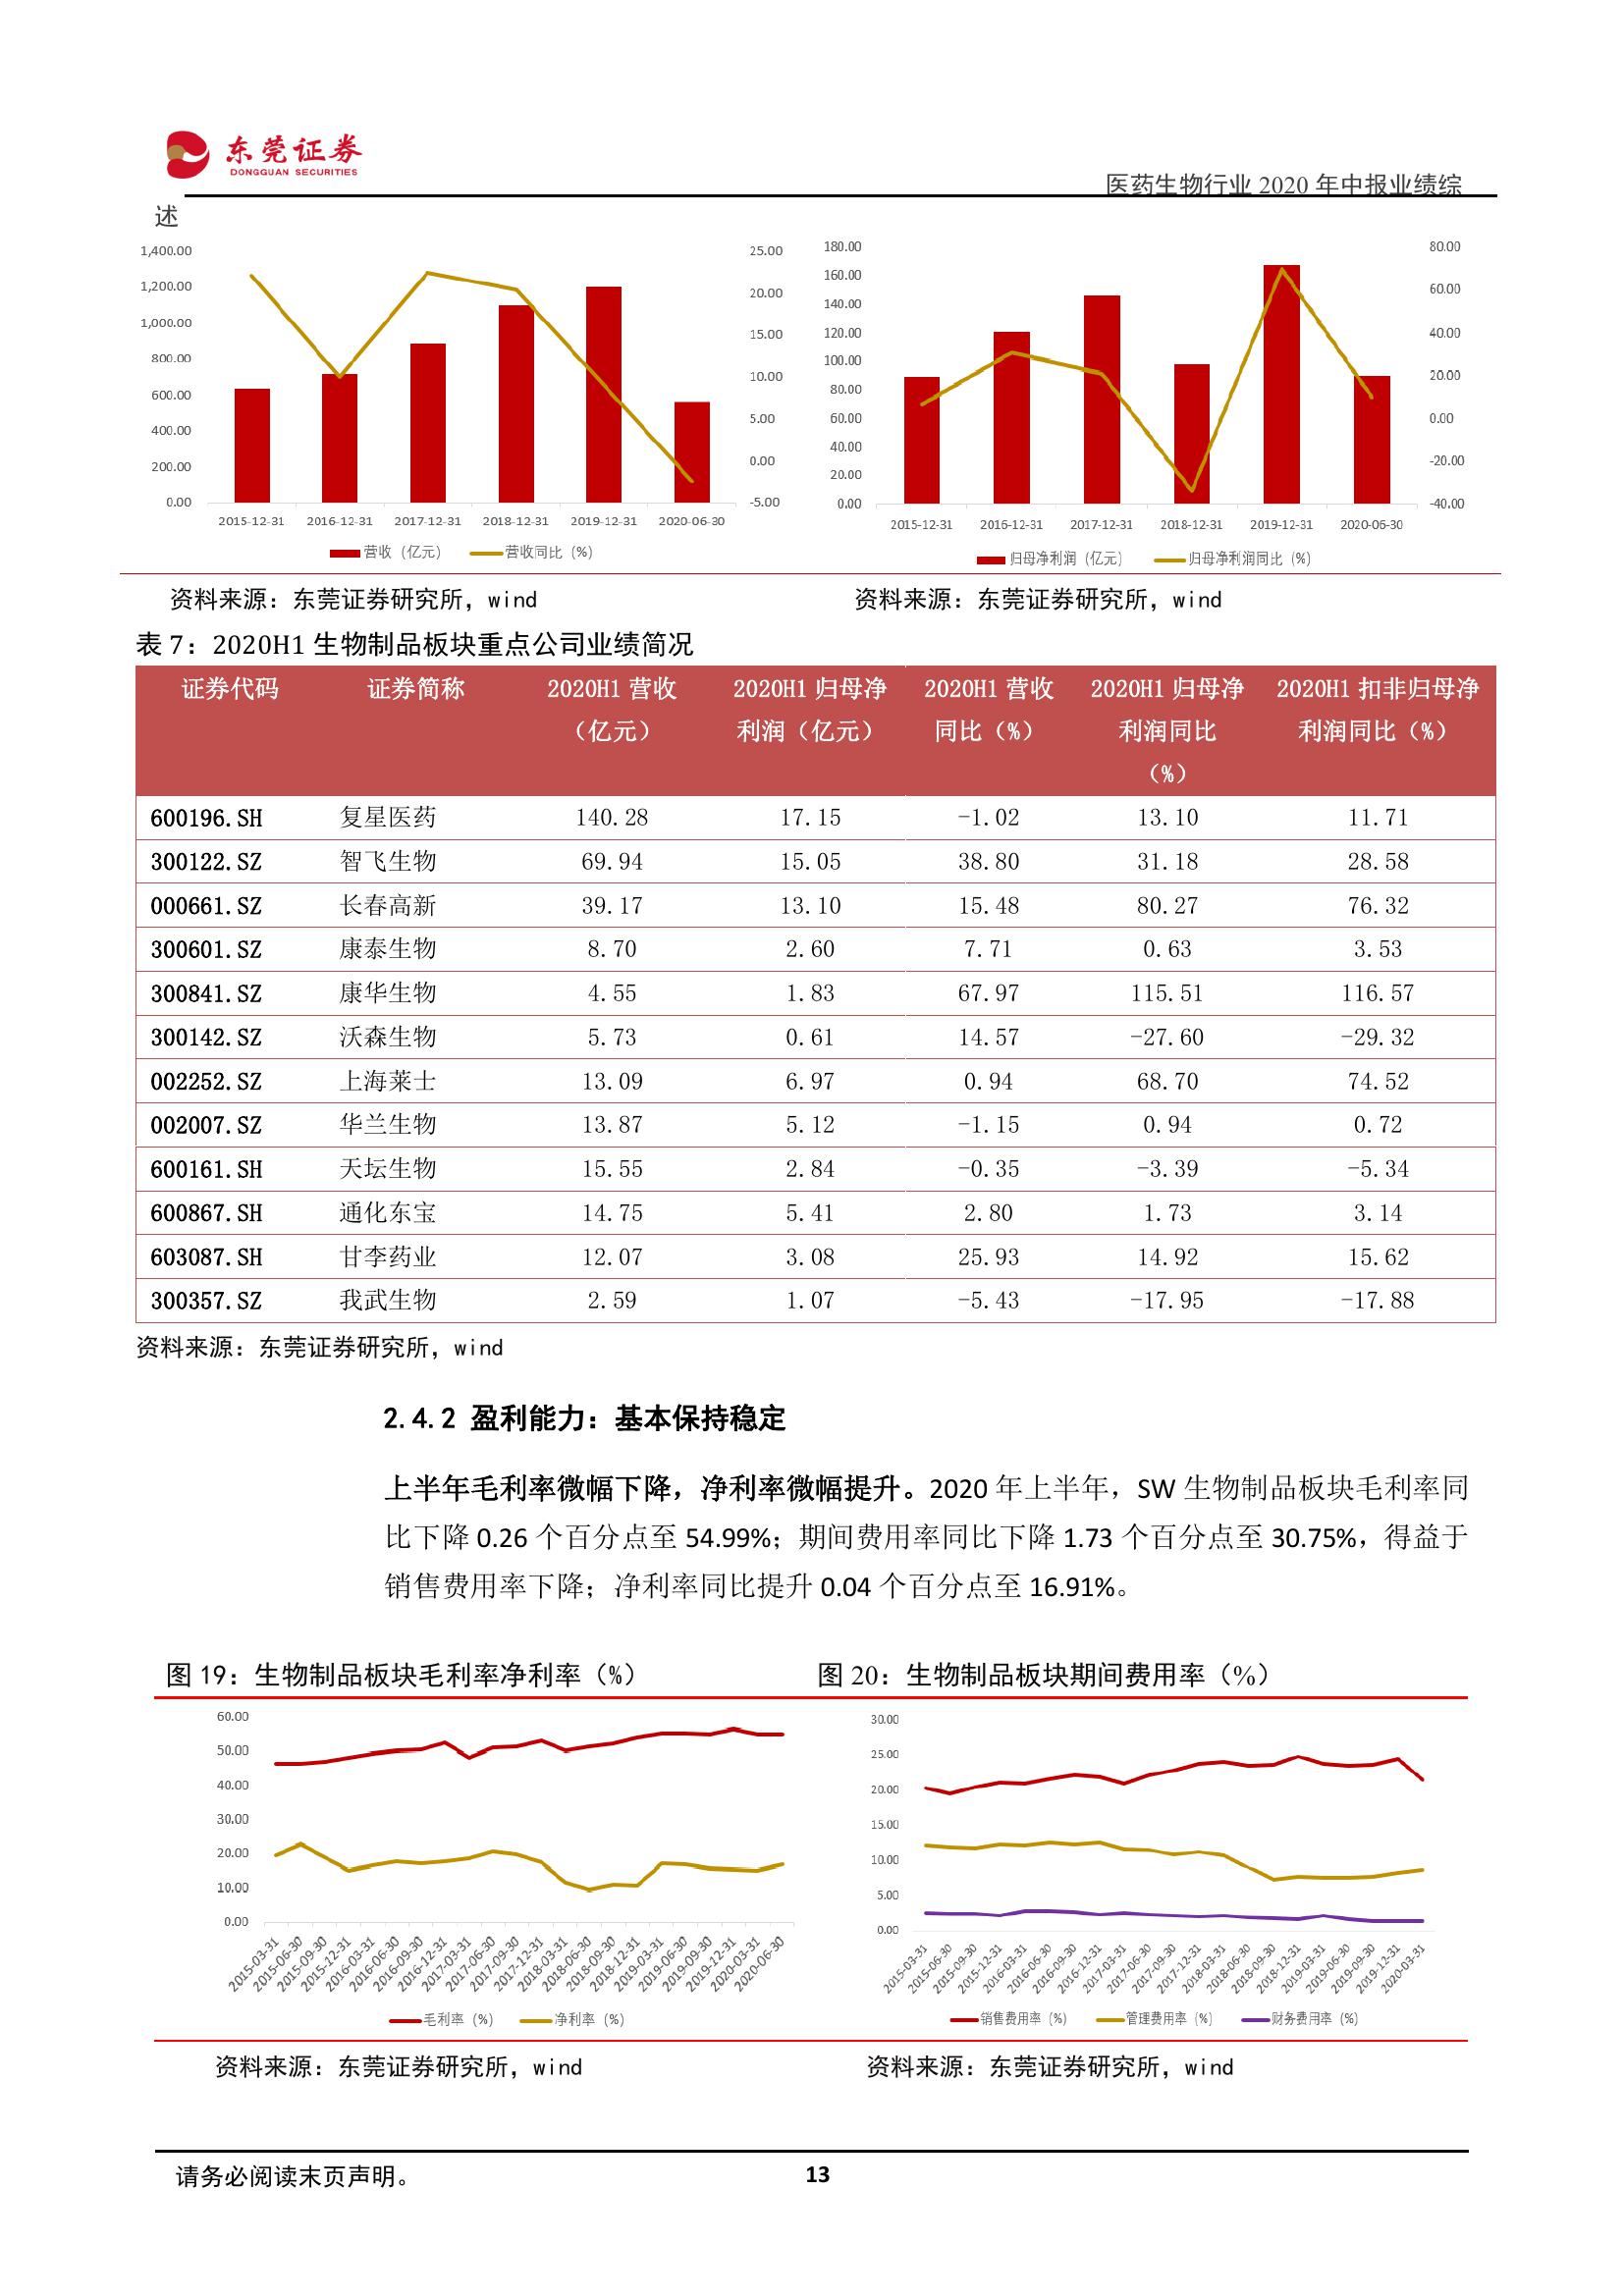 东莞证券
DONGGUAN SECURITIES
医药生物行业 2020 年中报业绩综
述
1,400.00
1,200.00
1,000.00
800.00
600.00
400.00
200.00
0.00
25.00
20.00
15.00
10.00
5.00
0.00
-5.00
2015-12-31 2016-12-31 2017-12-31 2018-12-31 2019-12-31 2020-06-30
营收（亿元） 营收同比（%）
180.00
160.00
140.00
120.00
100.00
80.00
60.00
40.00
20.00
0.00
80.00
60.00
40.00
20.00
0.00
-20.00
-40.00
2015-12-31 2016-12-31 2017-12-31 2018-12-31 2019-12-31 2020-06-30
归母净利润（亿元） 归母净利润同比（%）
资料来源：东莞证券研究所，wind 资料来源：东莞证券研究所，wind
表 7：2020H1 生物制品板块重点公司业绩简况
证券代码 证券简称 2020H1 营收 2020H1 归母净 2020H1 营收 2020H1 归母净 2020H1 扣非归母净
（亿元） 利润（亿元） 同比（%） 利润同比 利润同比（%）
（%）
600196.SH 复星医药 140.28 17.15 -1.02 13.10 11.71
300122.SZ 智飞生物 69.94 15.05 38.80 31.18 28.58
000661.SZ 长春高新 39.17 13.10 15.48 80.27 76.32
300601.SZ 康泰生物 8.70 2.60 7.71 0.63 3.53
300841.SZ 康华生物 4.55 1.83 67.97 115.51 116.57
300142.SZ 沃森生物 5.73 0.61 14.57 -27.60 -29.32
002252.SZ 上海莱士 13.09 6.97 0.94 68.70 74.52
002007.SZ 华兰生物 13.87 5.12 -1.15 0.94 0.72
600161.SH 天坛生物 15.55 2.84 -0.35 -3.39 -5.34
600867.SH 通化东宝 14.75 5.41 2.80 1.73 3.14
603087.SH 甘李药业 12.07 3.08 25.93 14.92 15.62
300357.SZ 我武生物 2.59 1.07 -5.43 -17.95 -17.88
资料来源：东莞证券研究所，wind
2.4.2 盈利能力：基本保持稳定
上半年毛利率微幅下降，净利率微幅提升。2020 年上半年，SW 生物制品板块毛利率同
比下降 0.26 个百分点至 54.99%；期间费用率同比下降 1.73 个百分点至 30.75%，得益于
销售费用率下降；净利率同比提升 0.04 个百分点至 16.91%。
图 19：生物制品板块毛利率净利率（%） 图 20：生物制品板块期间费用率（%）
60.00
50.00
40.00
30.00
20.00
10.00
0.00
2015-03-31 2015-06-30 2015-09-30 2015-12-31 2016-03-31 2016-06-30 2016-09-30 2016-12-31 2017-03-31 2017-06-30 2017-09-30 2017-12-31 2018-03-31 2018-06-30 2018-09-30 2018-12-31 2019-03-31 2019-06-30 2019-09-30 2019-12-31 2020-03-31 2020-06-30
毛利率（%） 净利率（%）
30.00
25.00
20.00
15.00
10.00
5.00
0.00
2015-03-31 2015-06-30 2015-09-30 2015-12-31 2016-03-31 2016-06-30 2016-09-30 2016-12-31 2017-03-31 2017-06-30 2017-09-30 2017-12-31 2018-03-31 2018-06-30 2018-09-30 2018-12-31 2019-03-31 2019-06-30 2019-09-30 2019-12-31 2020-03-31
销售费用率（%） 管理费用率（%） 财务费用率（%）
资料来源：东莞证券研究所，wind 资料来源：东莞证券研究所，wind
请务必阅读末页声明。 13